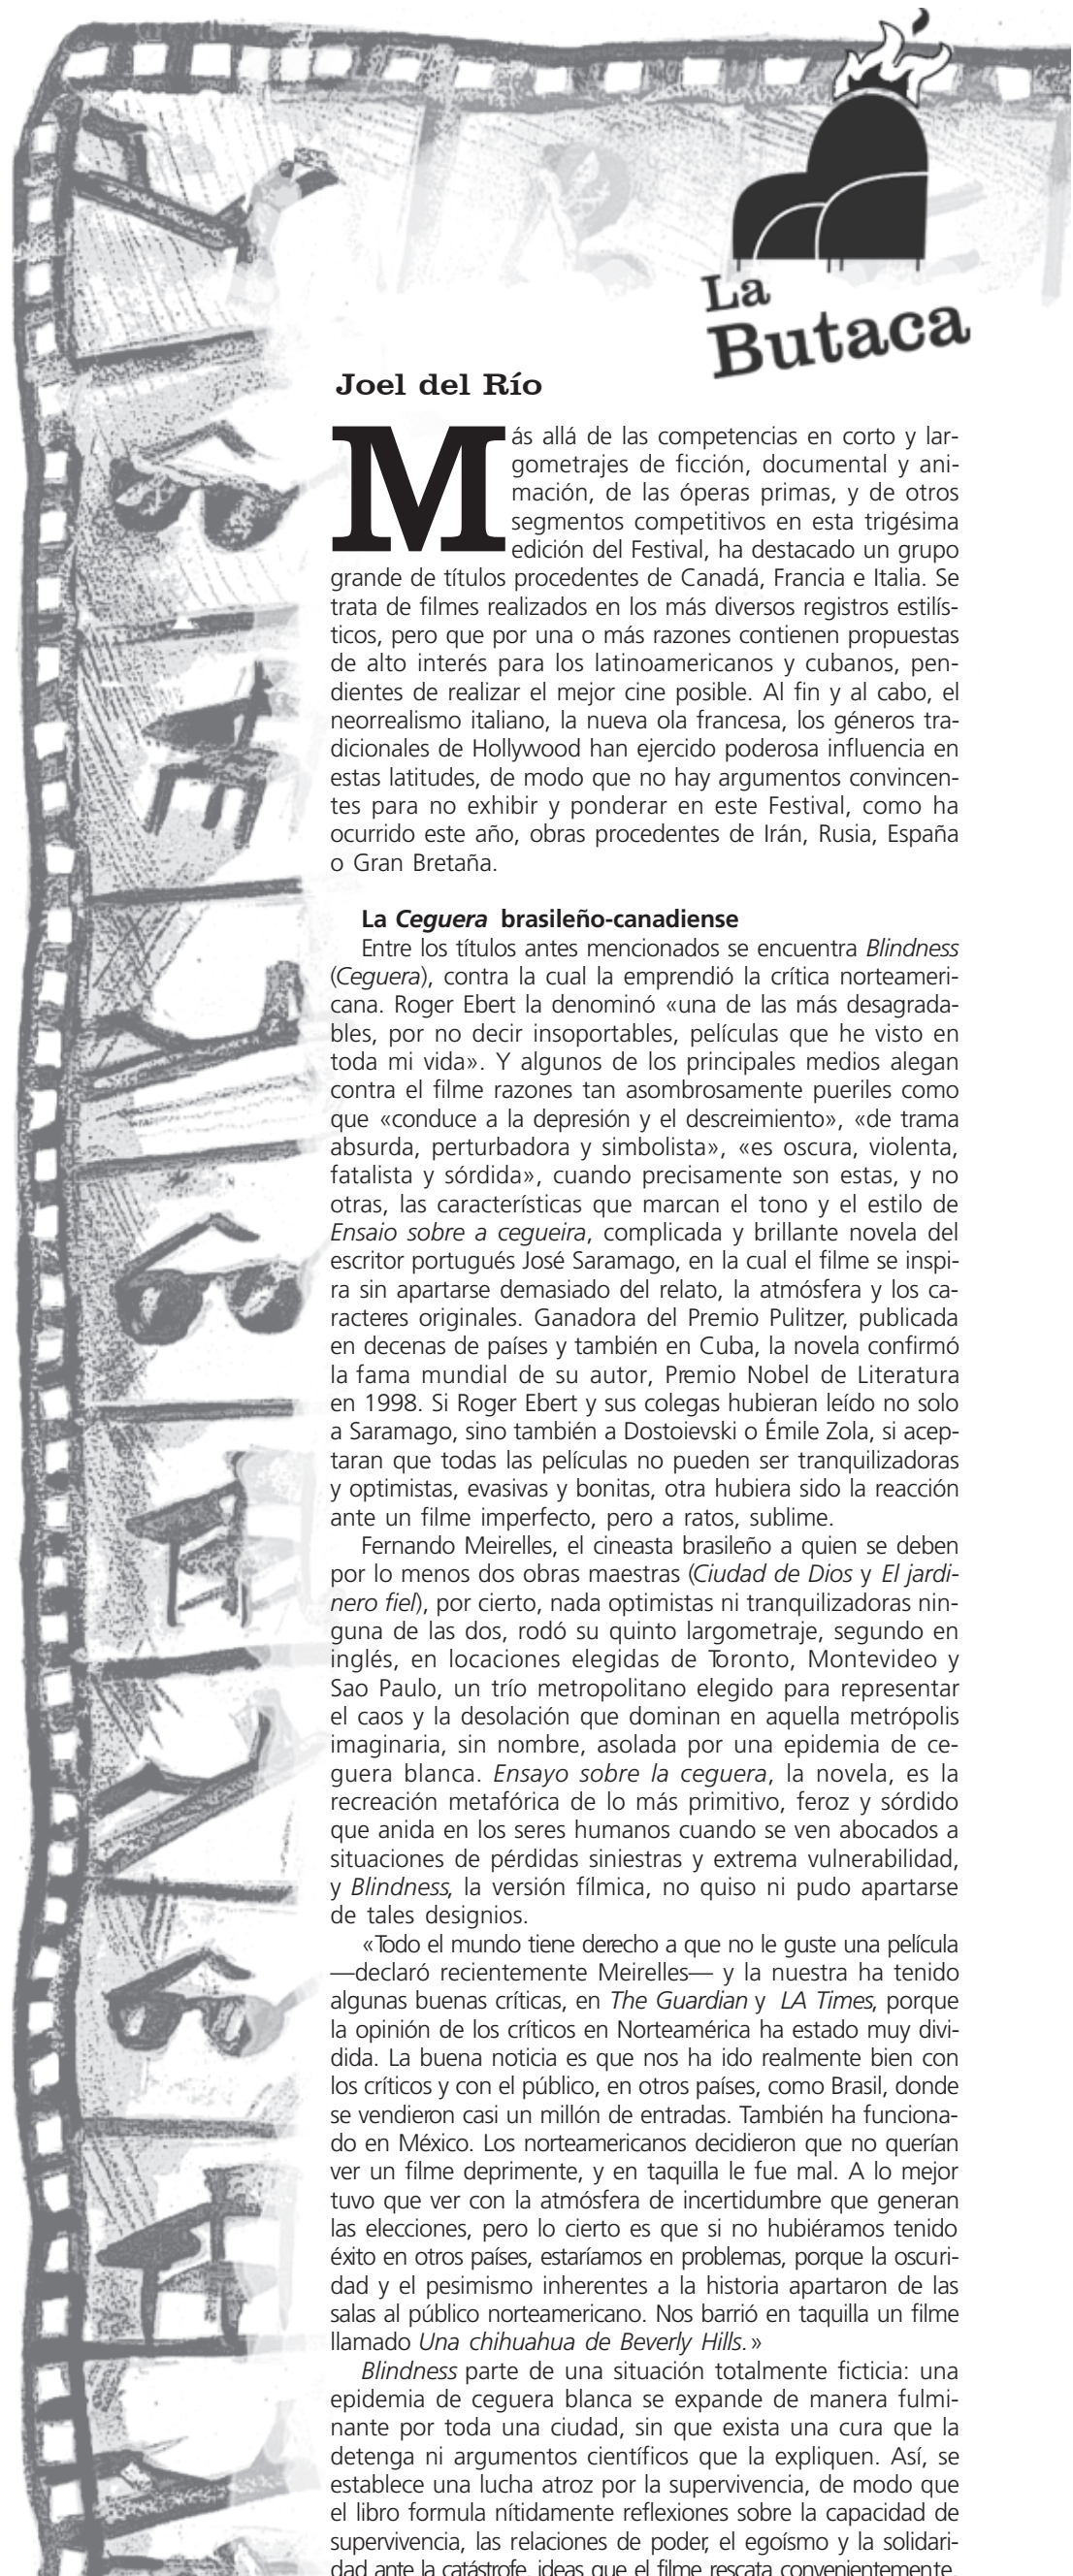 La
Butaca
Joel del Río
Más allá de las competencias en corto y lar-
gometrajes de ficción, documental y ani-
mación, de las óperas primas, y de otros
segmentos competitivos en esta trigésima
edición del Festival, ha destacado un grupo
grande de títulos procedentes de Canadá, Francia e Italia. Se
trata de filmes realizados en los más diversos registros estilís-
ticos, pero que por una o más razones contienen propuestas
de alto interés para los latinoamericanos y cubanos, pen-
dientes de realizar el mejor cine posible. Al fin y al cabo, el
neorrealismo italiano, la nueva ola francesa, los géneros tra-
dicionales de Hollywood han ejercido poderosa influencia en
estas latitudes, de modo que no hay argumentos convincen-
tes para no exhibir y ponderar en este Festival, como ha
ocurrido este año, obras procedentes de Irán, Rusia, España
o Gran Bretaña.
La Ceguera brasileño-canadiense
Entre los títulos antes mencionados se encuentra Blindness
(Ceguera), contra la cual la emprendió la crítica norteameri-
cana. Roger Ebert la denominó «una de las más desagrada-
bles, por no decir insoportables, películas que he visto en
toda mi vida». Y algunos de los principales medios alegan
contra el filme razones tan asombrosamente pueriles como
que «conduce a la depresión y el descreimiento», «de trama
absurda, perturbadora y simbolista», «es oscura, violenta,
fatalista y sórdida», cuando precisamente son estas, y no
otras, las características que marcan el tono y el estilo de
Ensaio sobre a cegueira, complicada y brillante novela del
escritor portugués José Saramago, en la cual el filme se inspi-
ra sin apartarse demasiado del relato, la atmósfera y los ca-
racteres originales. Ganadora del Premio Pulitzer, publicada
en decenas de países y también en Cuba, la novela confirmó
la fama mundial de su autor, Premio Nobel de Literatura
en 1998. Si Roger Ebert y sus colegas hubieran leído no solo
a Saramago, sino también a Dostoievski o Émile Zola, si acep-
taran que todas las películas no pueden ser tranquilizadoras
y optimistas, evasivas y bonitas, otra hubiera sido la reacción
ante un filme imperfecto, pero a ratos, sublime.
Fernando Meirelles, el cineasta brasileño a quien se deben
por lo menos dos obras maestras (Ciudad de Dios y El jardi-
nero fiel), por cierto, nada optimistas ni tranquilizadoras nin-
guna de las dos, rodó su quinto largometraje, segundo en
inglés, en locaciones elegidas de Toronto, Montevideo y
Sao Paulo, un trío metropolitano elegido para representar
el caos y la desolación que dominan en aquella metrópolis
imaginaria, sin nombre, asolada por una epidemia de ce-
guera blanca. Ensayo sobre la ceguera, la novela, es la
recreación metafórica de lo más primitivo, feroz y sórdido
que anida en los seres humanos cuando se ven abocados a
situaciones de pérdidas siniestras y extrema vulnerabilidad,
y Blindness, la versión fílmica, no quiso ni pudo apartarse
de tales designios.
«Todo el mundo tiene derecho a que no le guste una película
—declaró recientemente Meirelles— y la nuestra ha tenido
algunas buenas críticas, en The Guardian y LA Times, porque
la opinión de los críticos en Norteamérica ha estado muy divi-
dida. La buena noticia es que nos ha ido realmente bien con
los críticos y con el público, en otros países, como Brasil, donde
se vendieron casi un millón de entradas. También ha funciona-
do en México. Los norteamericanos decidieron que no querían
ver un filme deprimente, y en taquilla le fue mal. A lo mejor
tuvo que ver con la atmósfera de incertidumbre que generan
las elecciones, pero lo cierto es que si no hubiéramos tenido
éxito en otros países, estaríamos en problemas, porque la oscuri-
dad y el pesimismo inherentes a la historia apartaron de las
salas al público norteamericano. Nos barrió en taquilla un filme
llamado Una chihuahua de Beverly Hills.»
Blindness parte de una situación totalmente ficticia: una
epidemia de ceguera blanca se expande de manera fulmi-
nante por toda una ciudad, sin que exista una cura que la
detenga ni argumentos científicos que la expliquen. Así, se
establece una lucha atroz por la supervivencia, de modo que
el libro formula nítidamente reflexiones sobre la capacidad de
supervivencia, las relaciones de poder, el egoísmo y la solidari-
dad ante la catástrofe, ideas que el filme rescata convenientemente.